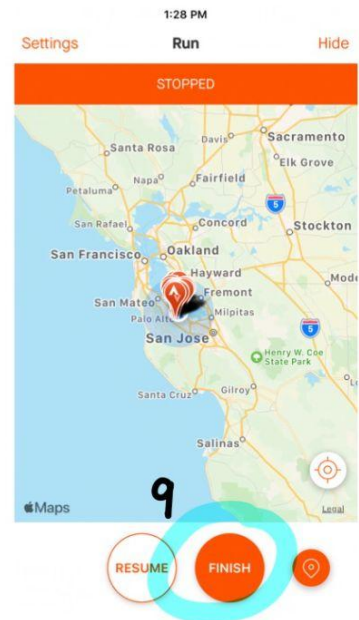 1:28 PM
Settings Run Hide
STOPPED
Davis Sacramento
Santa Rosa
Elk Grove
Napa Fairfield
Petaluma
5
San Rafael Concord Stockton
San Francisco Oakland
Hayward
San Mateo Fremont
Palo Milpitas
5
San Jose
Henry W. Coe
State Park
Santa Cruz Gilroy
Salinas
9
Maps Legal
RESUME FINISH